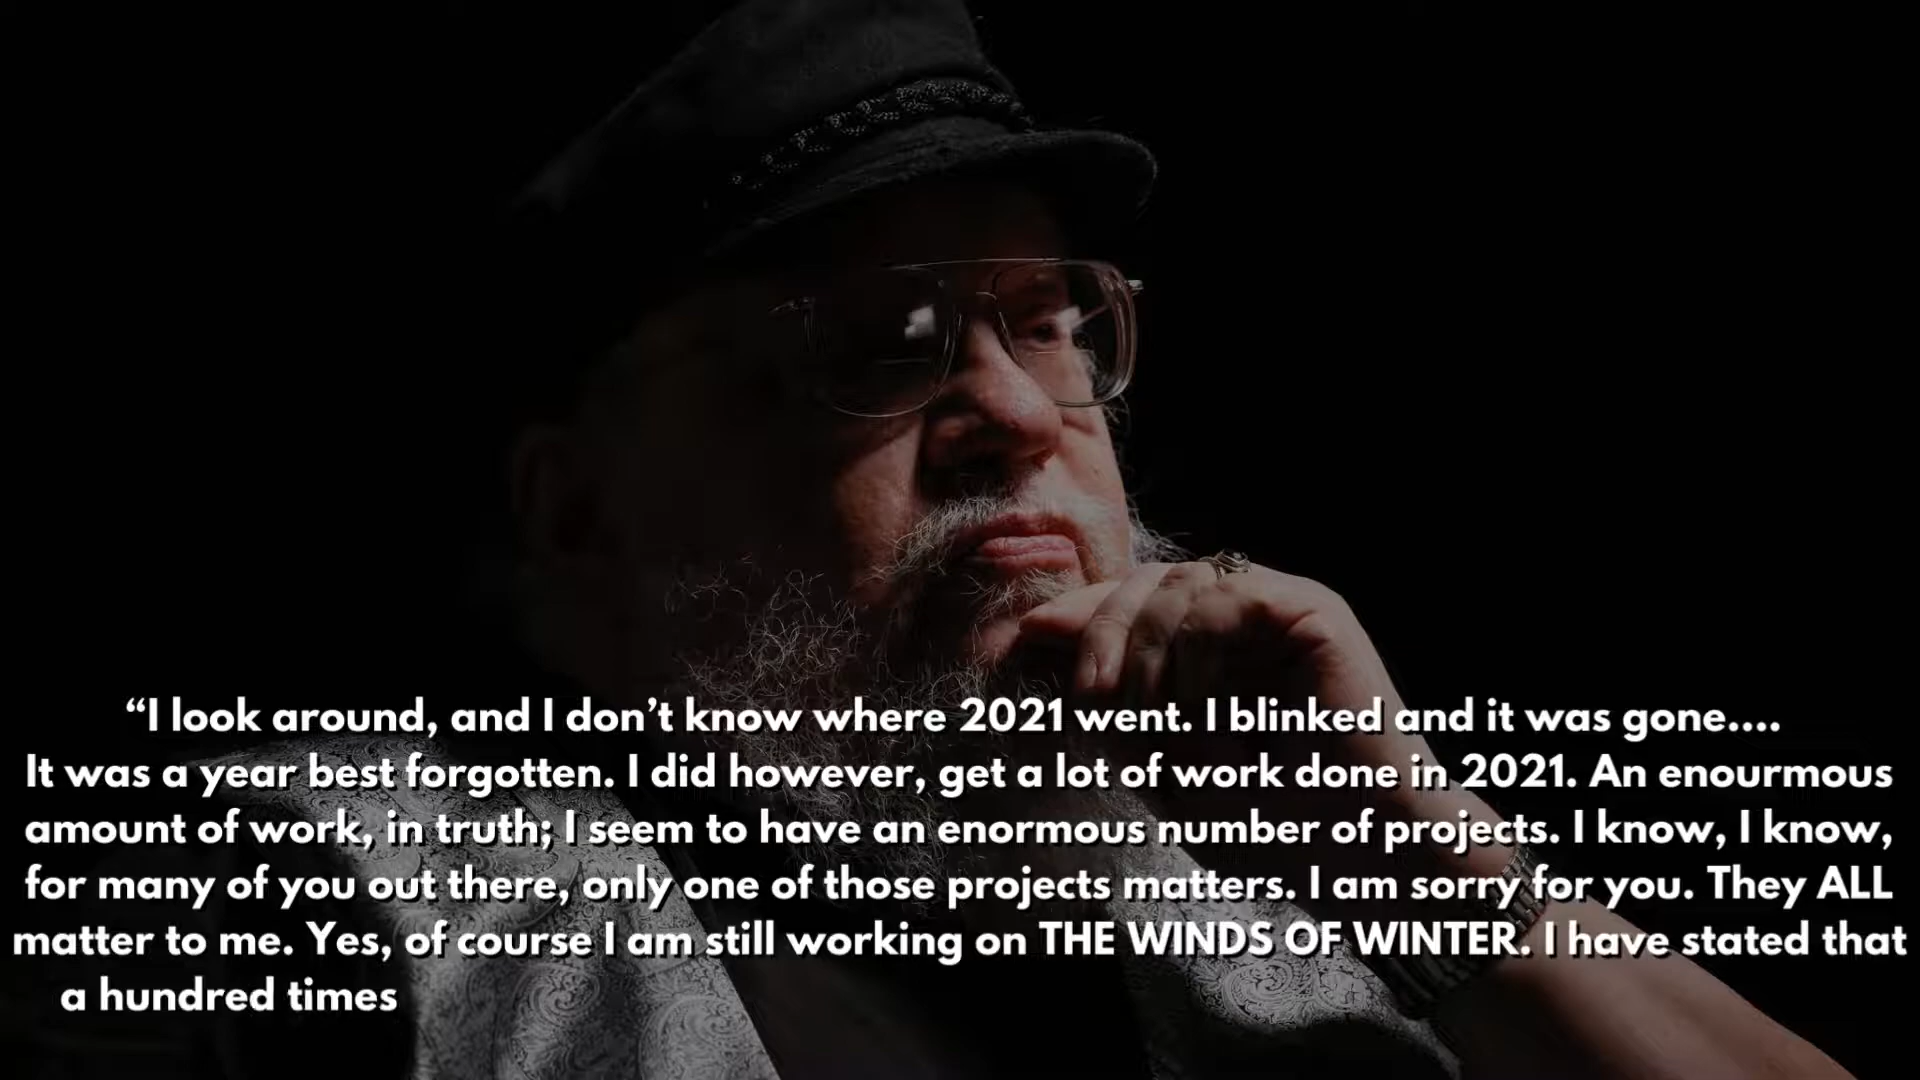 “I look around, and I don’t know where 2021 went. I blinked and it was gone....
It was a year best forgotten. I did however, get a lot of work done in 2021. An enourmous
amount of work, in truth; I seem to have an enormous number of projects. I know, I know,
for many of you out there, only one of those projects matters. I am sorry for you. They ALL
matter to me. Yes, of course I am still working on THE WINDS OF WINTER. I have stated that
a hundred times